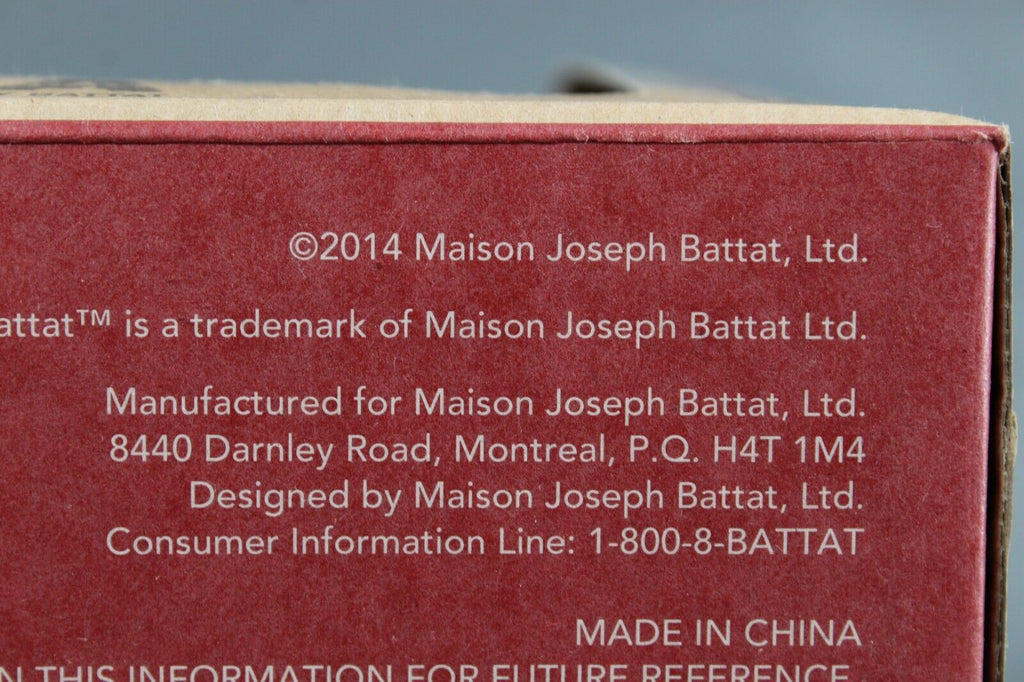 ©2014 Maison Joseph Battat, Ltd.
attat™ is a trademark of Maison Joseph Battat Ltd.
Manufactured for Maison Joseph Battat, Ltd.
8440 Darnley Road, Montreal, P.Q. H4T 1M4
Designed by Maison Joseph Battat, Ltd.
Consumer Information Line: 1-800-8-BATTAT
MADE IN CHINA
N THIS INFORMATION FOR FUTURE REFERENCE